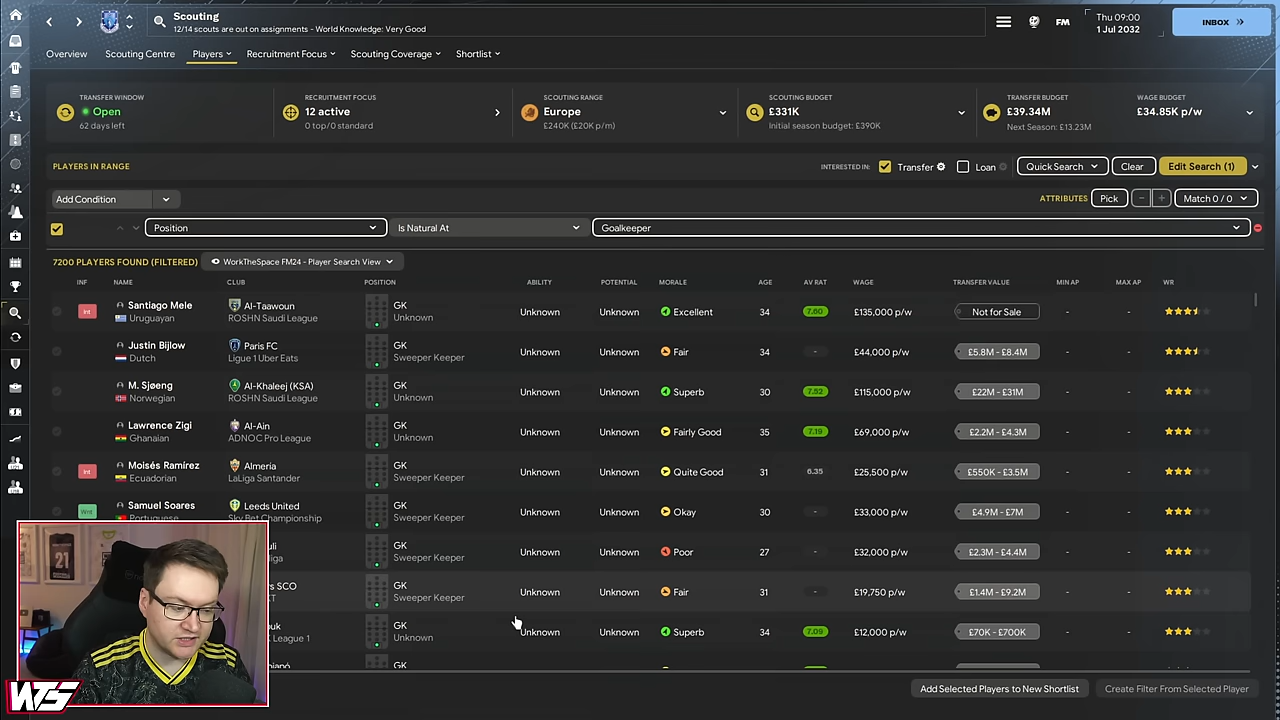 Scouting
12/14 scouts are out on assignments - World Knowledge: Very Good
FM
Thu 09:00
1 Jul 2032
INBOX
Overview
Scouting Centre
Players
Recruitment Focus
Scouting Coverage
Shortlist
TRANSFER WINDOW
Open
62 days left
RECRUITMENT FOCUS
12 active
0 top/0 standard
SCOUTING RANGE
Europe
£240K (£20K p/m)
SCOUTING BUDGET
£331K
Initial season budget: £390K
TRANSFER BUDGET
£39.34M
Next Season: £13.23M
WAGE BUDGET
£34.85K p/w
PLAYERS IN RANGE
INTERESTED IN:
Transfer
Loan
Quick Search
Clear
Edit Search (1)
Add Condition
ATTRIBUTES
Pick
Match 0 / 0
Position
Is Natural At
Goalkeeper
7200 PLAYERS FOUND (FILTERED)
WorkTheSpace FM24 - Player Search View
INF NAME CLUB POSITION ABILITY POTENTIAL MORALE AGE AV RAT WAGE TRANSFER VALUE MIN AP MAX AP WR
Int Santiago Mele Al-Taawoun GK Unknown Unknown Excellent 34 7.60 £135,000 p/w Not for Sale - -
Uruguayan ROSHN Saudi League Unknown
Justin Bijlow Paris FC GK Unknown Unknown Fair 34 - £44,000 p/w £5.8M - £8.4M - -
Dutch Ligue 1 Uber Eats Sweeper Keeper
M. Sjøeng Al-Khaleej (KSA) GK Unknown Unknown Superb 30 7.52 £115,000 p/w £22M - £31M - -
Norwegian ROSHN Saudi League Unknown
Lawrence Zigi Al-Ain GK Unknown Unknown Fairly Good 35 7.19 £69,000 p/w £2.2M - £4.3M - -
Ghanaian ADNOC Pro League Unknown
Int Moisés Ramírez Almeria GK Unknown Unknown Quite Good 31 6.35 £25,500 p/w £550K - £3.5M - -
Ecuadorian LaLiga Santander Sweeper Keeper
Wnt Samuel Soares Leeds United GK Unknown Unknown Okay 30 - £33,000 p/w £4.9M - £7M - -
Portuguese Sky Bet Championship Sweeper Keeper
GK Unknown Unknown Poor 27 - £32,000 p/w £2.3M - £4.4M - -
Sweeper Keeper
SCO GK Unknown Unknown Fair 31 - £19,750 p/w £1.4M - £9.2M - -
Sweeper Keeper
GK Unknown Unknown Superb 34 7.09 £12,000 p/w £70K - £700K - -
League 1 Unknown
GK
21
WTS
Add Selected Players to New Shortlist
Create Filter From Selected Player